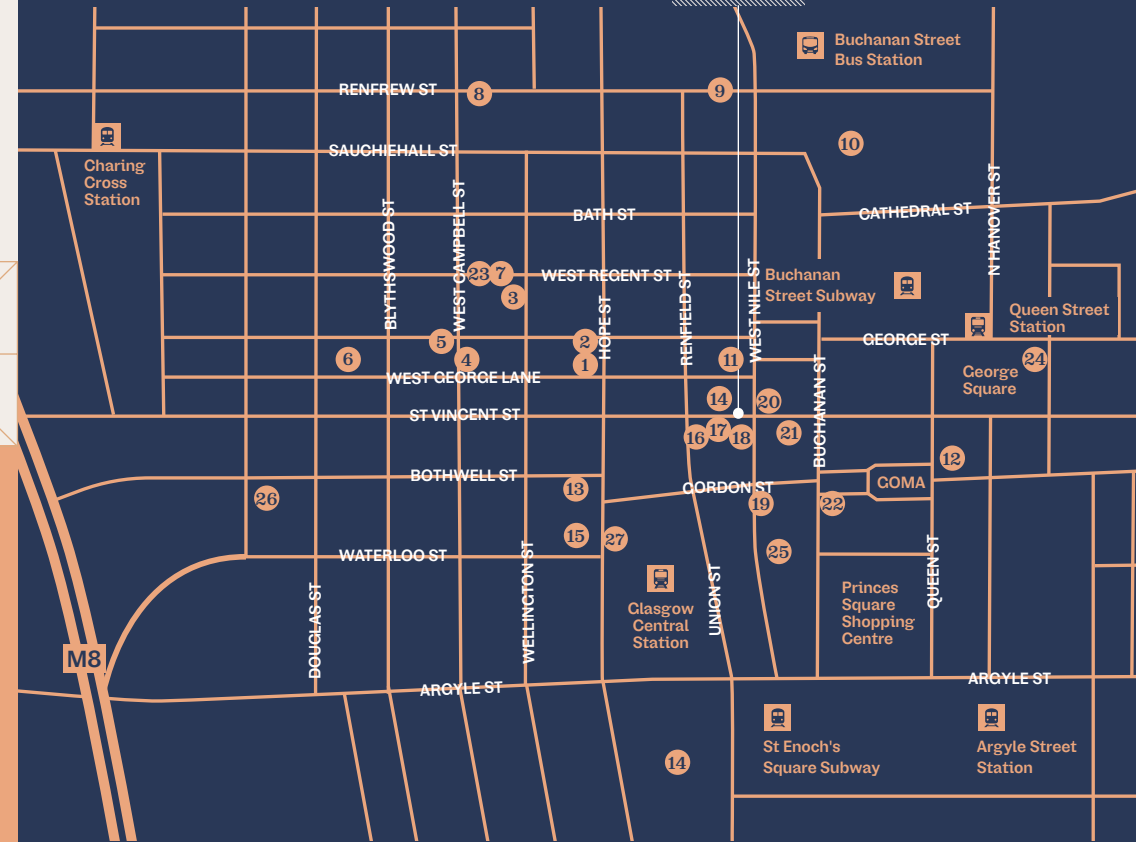 Buchanan Street
Bus Station
RENFREW ST
8
9
10
SAUCHIEHALL ST
Charing
Cross
Station
BATH ST
CATHEDRAL ST
N HANOVER ST
BLYTHSWOOD ST
WEST CAMPBELL ST
23
7
3
WEST REGENT ST
HOPE ST
RENFIELD ST
WEST NILE ST
Buchanan
Street Subway
Queen Street
Station
GEORGE ST
24
George
Square
6
5
4
2
1
11
WEST GEORGE LANE
14
20
BUCHANAN ST
ST VINCENT ST
16
17
18
21
12
BOTHWELL ST
13
GORDON ST
GOMA
26
19
22
15
27
25
WATERLOO ST
DOUGLAS ST
WELLINGTON ST
UNION ST
QUEEN ST
Glasgow
Central
Station
Princes
Square
Shopping
Centre
M8
ARGYLE ST
ARGYLE ST
St Enoch's
Square Subway
Argyle Street
Station
14